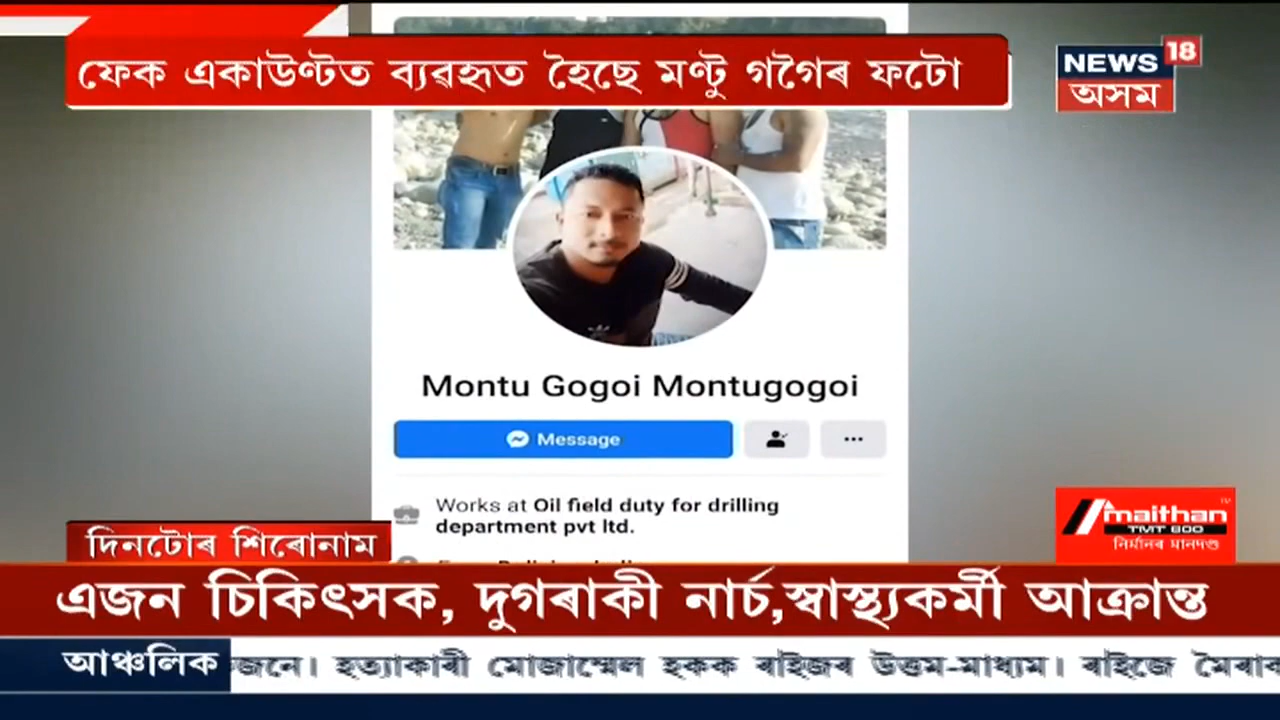 ফেক একাউণ্টত ব্যৱহৃত হৈছে মণ্টু গগৈৰ ফটো
NEWS 18
অসম
Montu Gogoi Montugogoi
Message
Works at Oil field duty for drilling
department pvt ltd.
maithan
TMT 600
নিৰ্মানৰ মানদণ্ড
দিনটোৰ শিৰোনাম
এজন চিকিৎসক, দুগৰাকী নাৰ্চ,স্বাস্থ্যকৰ্মী আক্ৰান্ত
আঞ্চলিক
হত্যাকাৰী মোজাম্মেল হকক ৰাইজৰ উত্তম-মাধ্যম। ৰাইজে